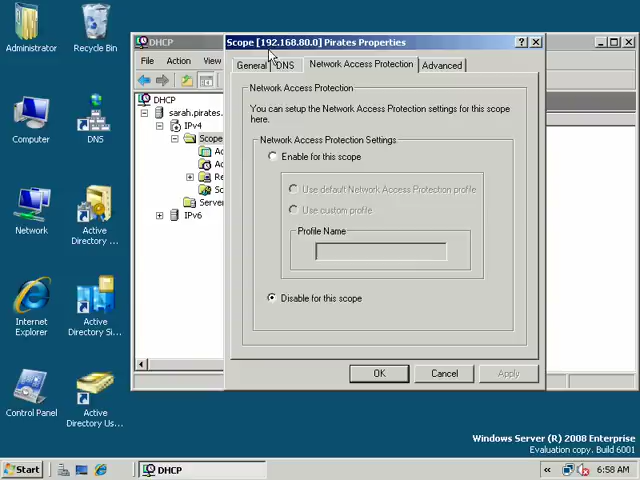 Administrator
Recycle Bin
Computer
DNS
Network
Active
Directory ...
Internet
Explorer
Active
Directory Si...
Control Panel
Active
Directory Us...
DHCP
File
Action
DHCP
sarah.pirates.
IPv4
Scope
Server
IPv6
Scope [192.168.80.0] Pirates Properties
General
DNS
Network Access Protection
Advanced
Network Access Protection
You can setup the Network Access Protection settings for this scope
here.
Network Access Protection Settings
Enable for this scope
Use default Network Access Protection profile
Use custom profile
Profile Name
Disable for this scope
OK
Cancel
Apply
Windows Server (R) 2008 Enterprise
Evaluation copy. Build 6001
Start
DHCP
6:58 AM